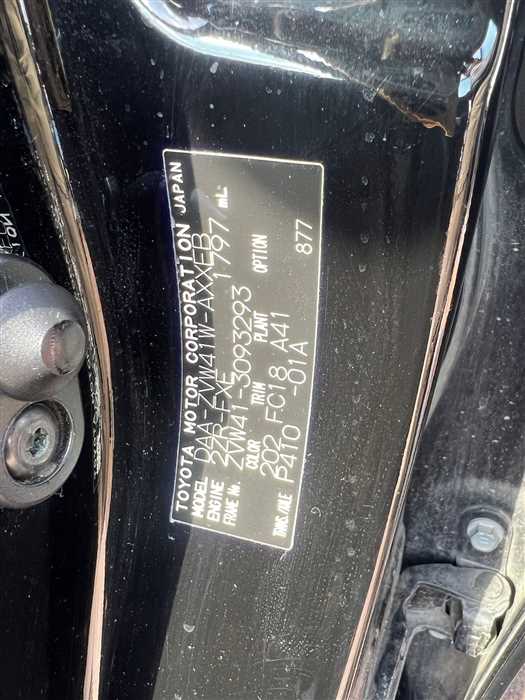 TOYOTA MOTOR CORPORATION JAPAN
MODEL DAA-ZVW41W-AXXEB
ENGINE 2ZR-FXE 1797 mL
FRAME No. ZVW41-3093293
COLOR TRIM PLANT OPTION
202 FC18 A41 877
TRANS./AXLE P410 -01A